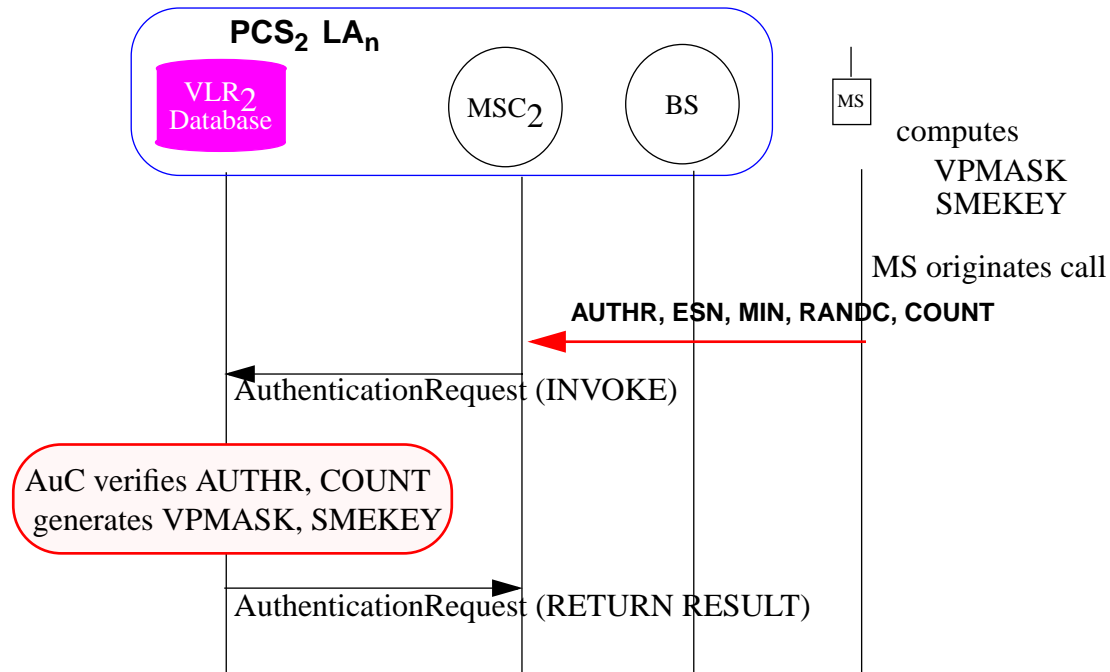 PCS2 LAn
VLR2
Database
MSC2
BS
MS
computes
VPMASK
SMEKEY
MS originates call
AUTHR, ESN, MIN, RANDC, COUNT
AuthenticationRequest (INVOKE)
AuC verifies AUTHR, COUNT
generates VPMASK, SMEKEY
AuthenticationRequest (RETURN RESULT)